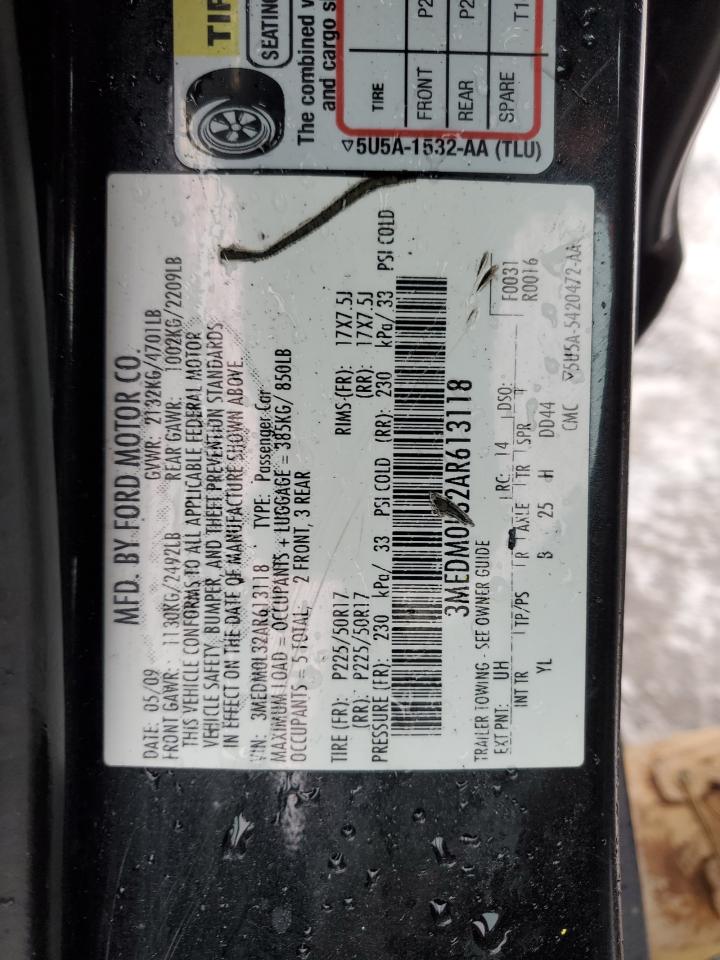 TIR
SEATING
The combined
and cargo
TIRE
FRONT P2
REAR P2
SPARE T1
▽5U5A-1532-AA (TLU)
MFD. BY FORD MOTOR CO.
DATE: 05/09 GVWR: 2132KG/4701LB
FRONT GAWR: 1130KG/2492LB REAR GAWR: 1002KG/2209LB
THIS VEHICLE CONFORMS TO ALL APPLICABLE FEDERAL MOTOR
VEHICLE SAFETY, BUMPER, AND THEFT PREVENTION STANDARDS
IN EFFECT ON THE DATE OF MANUFACTURE SHOWN ABOVE.
VIN: 3MEDM0L32AR613118 TYPE: Passenger Car
MAXIMUM LOAD = OCCUPANTS + LUGGAGE = 385KG/ 850LB
OCCUPANTS = 5 TOTAL, 2 FRONT, 3 REAR
TIRE (FR): P225/50R17 RIMS-(FR): 17X7.5J
(RR): P225/50R17 (RR): 17X7.5J
PRESSURE (FR): 230 kPa/ 33 PSI COLD (RR): 230 kPa/ 33 PSI COLD
3MEDM0L32AR613118
TRAILER TOWING - SEE OWNER GUIDE
EXT PNT: UH RC: 14 DSO: F0031
INT TR TP/PS R AXLE TR SPR R0016
YL B 25 H DD44
CMC ▽5U5A-5420472-AA